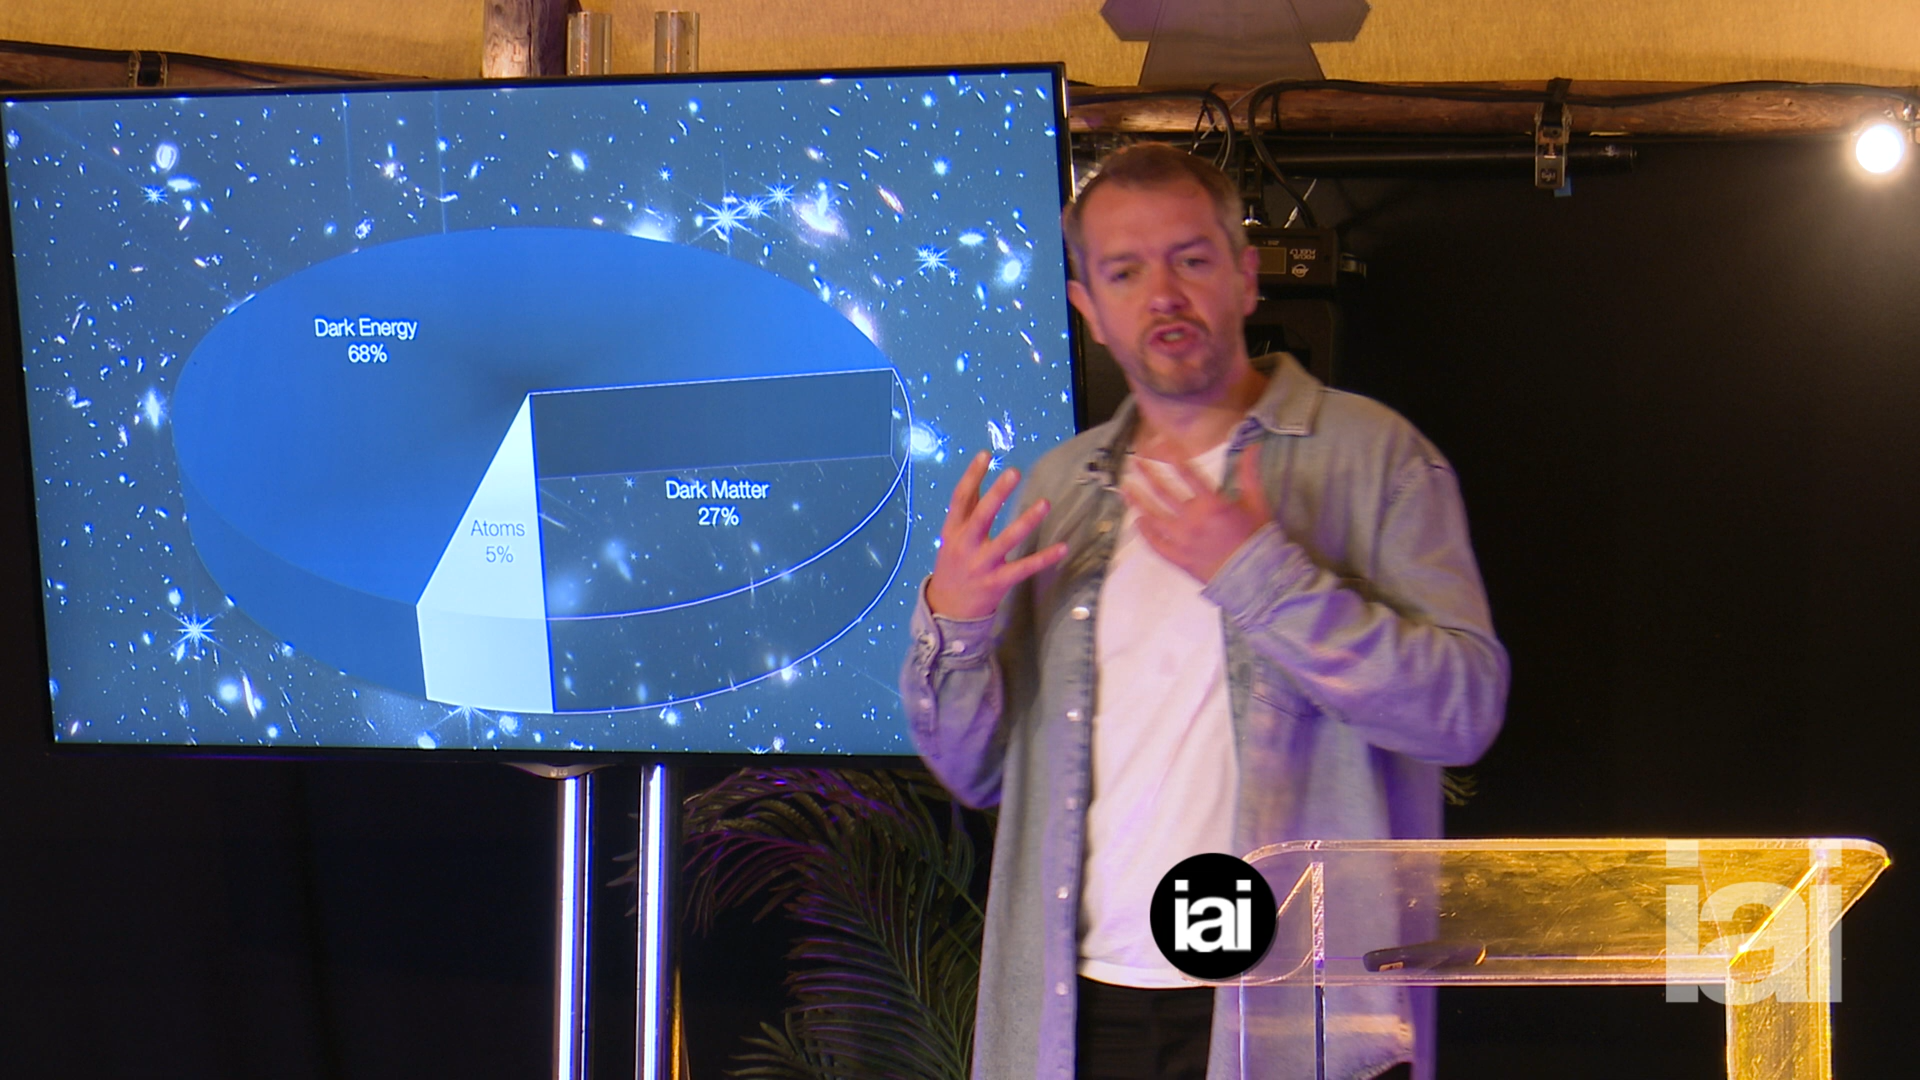 Dark Energy
68%
Dark Matter
27%
Atoms
5%
iai
iai